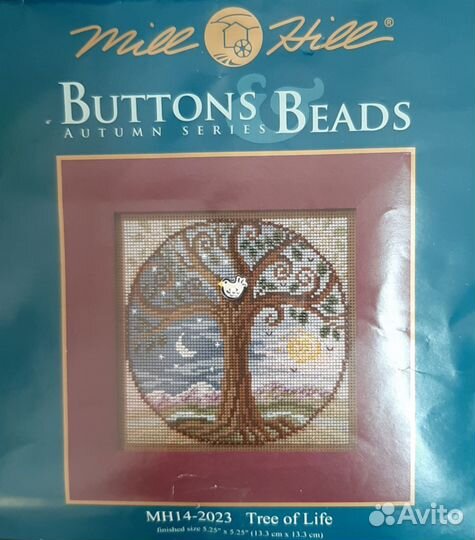 Mill Hill®
BUTTONS & BEADS
AUTUMN SERIES
MH14-2023 Tree of Life
finished size 5.25" x 5.25" (13.3 cm x 13.3 cm)
Avito